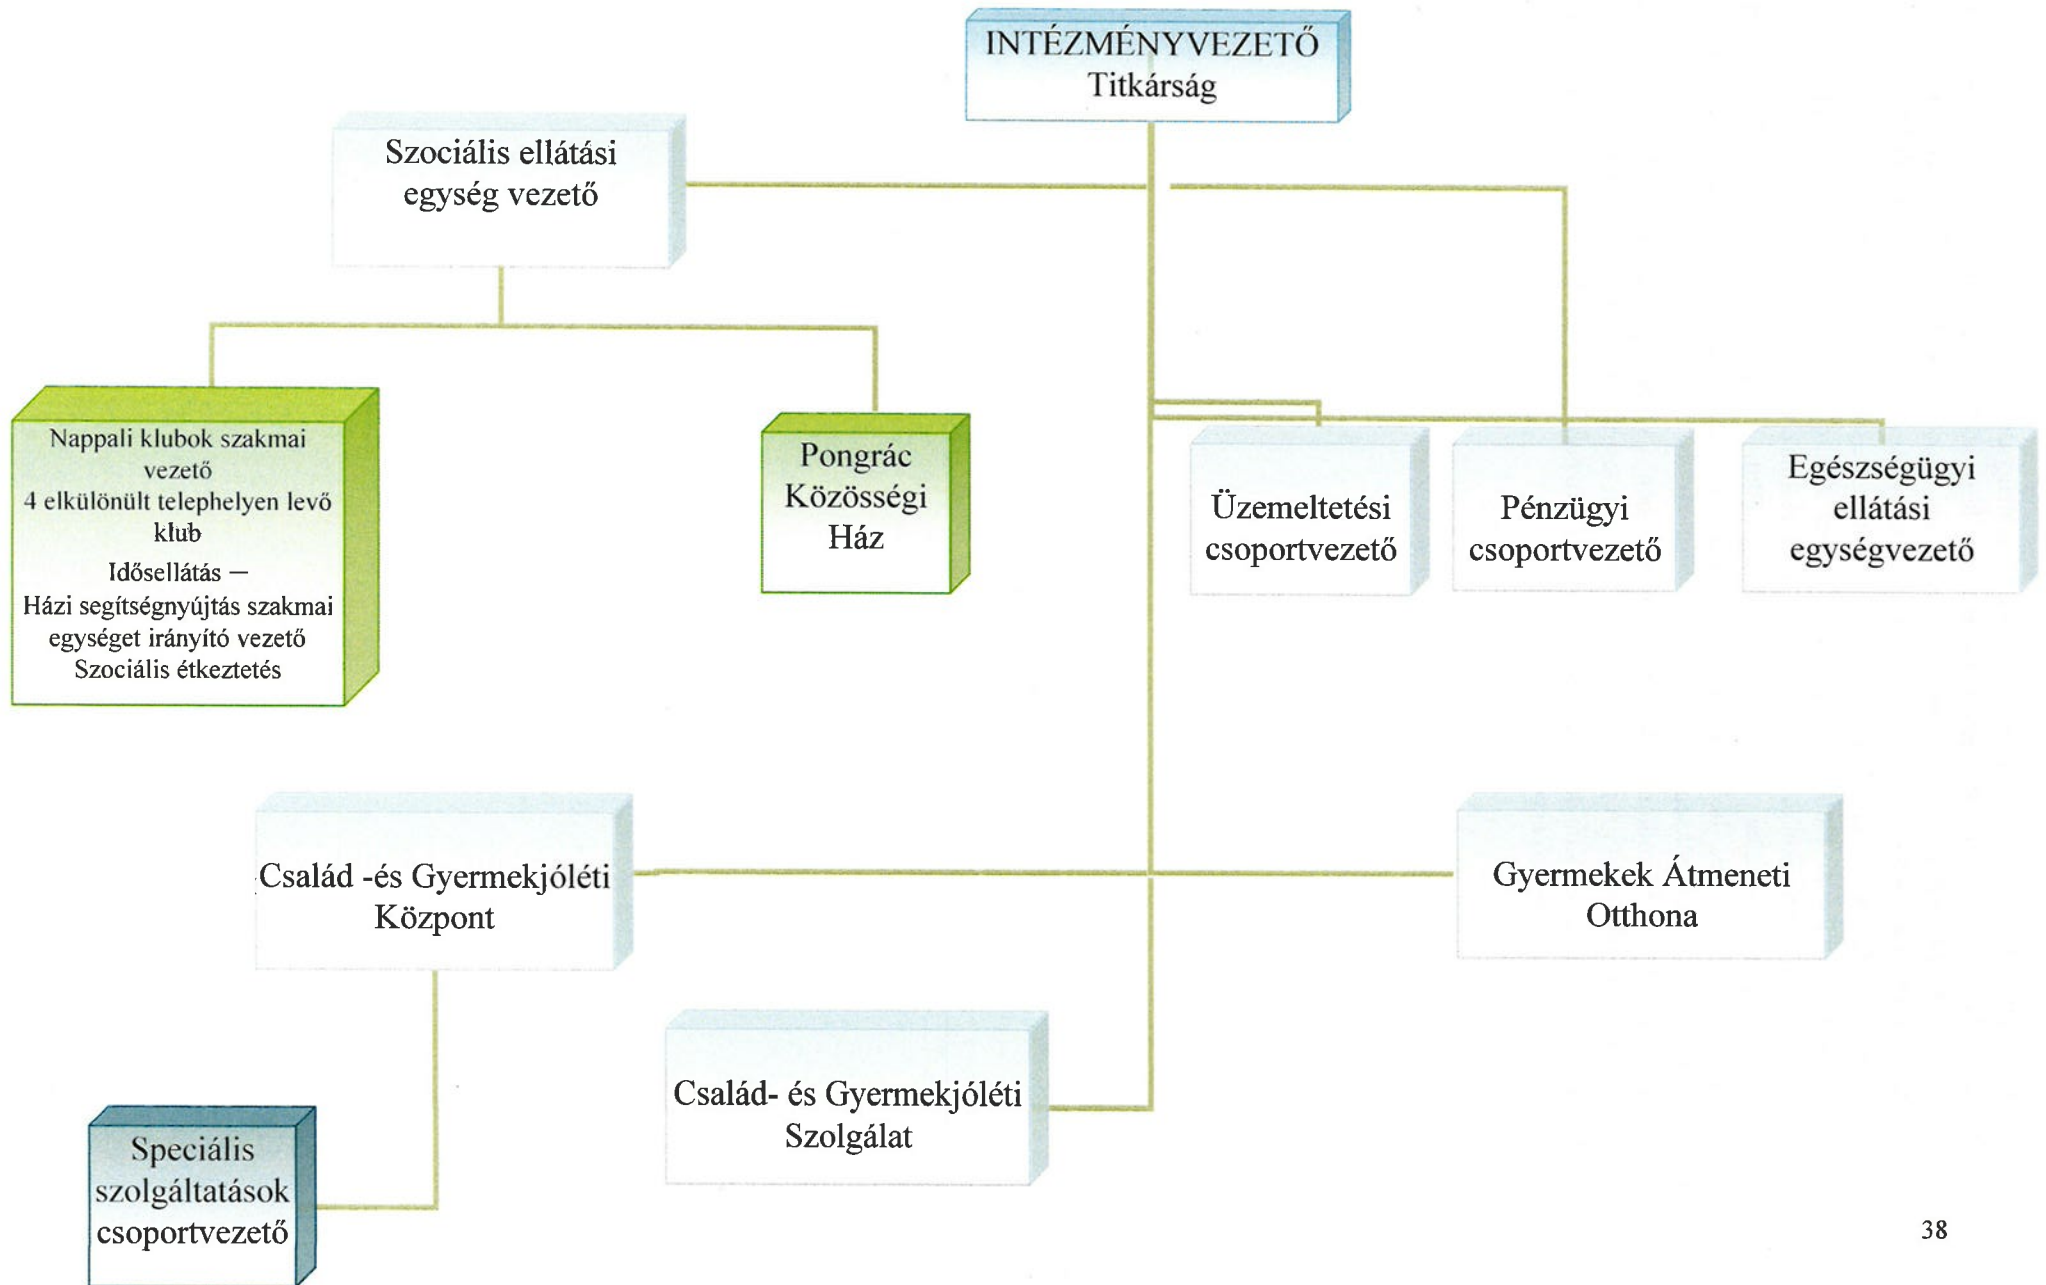 INTÉZMÉNYVEZETŐ
Titkárság
Szociális ellátási
egység vezető
Nappali klubok szakmai
vezető
4 elkülönült telephelyen levő
klub
Idősellátás —
Házi segítségnyújtás szakmai
egységet irányító vezető
Szociális étkeztetés
Pongrác
Közösségi
Ház
Üzemeltetési
csoportvezető
Pénzügyi
csoportvezető
Egészségügyi
ellátási
egységvezető
Család -és Gyermekjóléti
Központ
Gyermekek Átmeneti
Otthona
Család- és Gyermekjóléti
Szolgálat
Speciális
szolgáltatások
csoportvezető
38